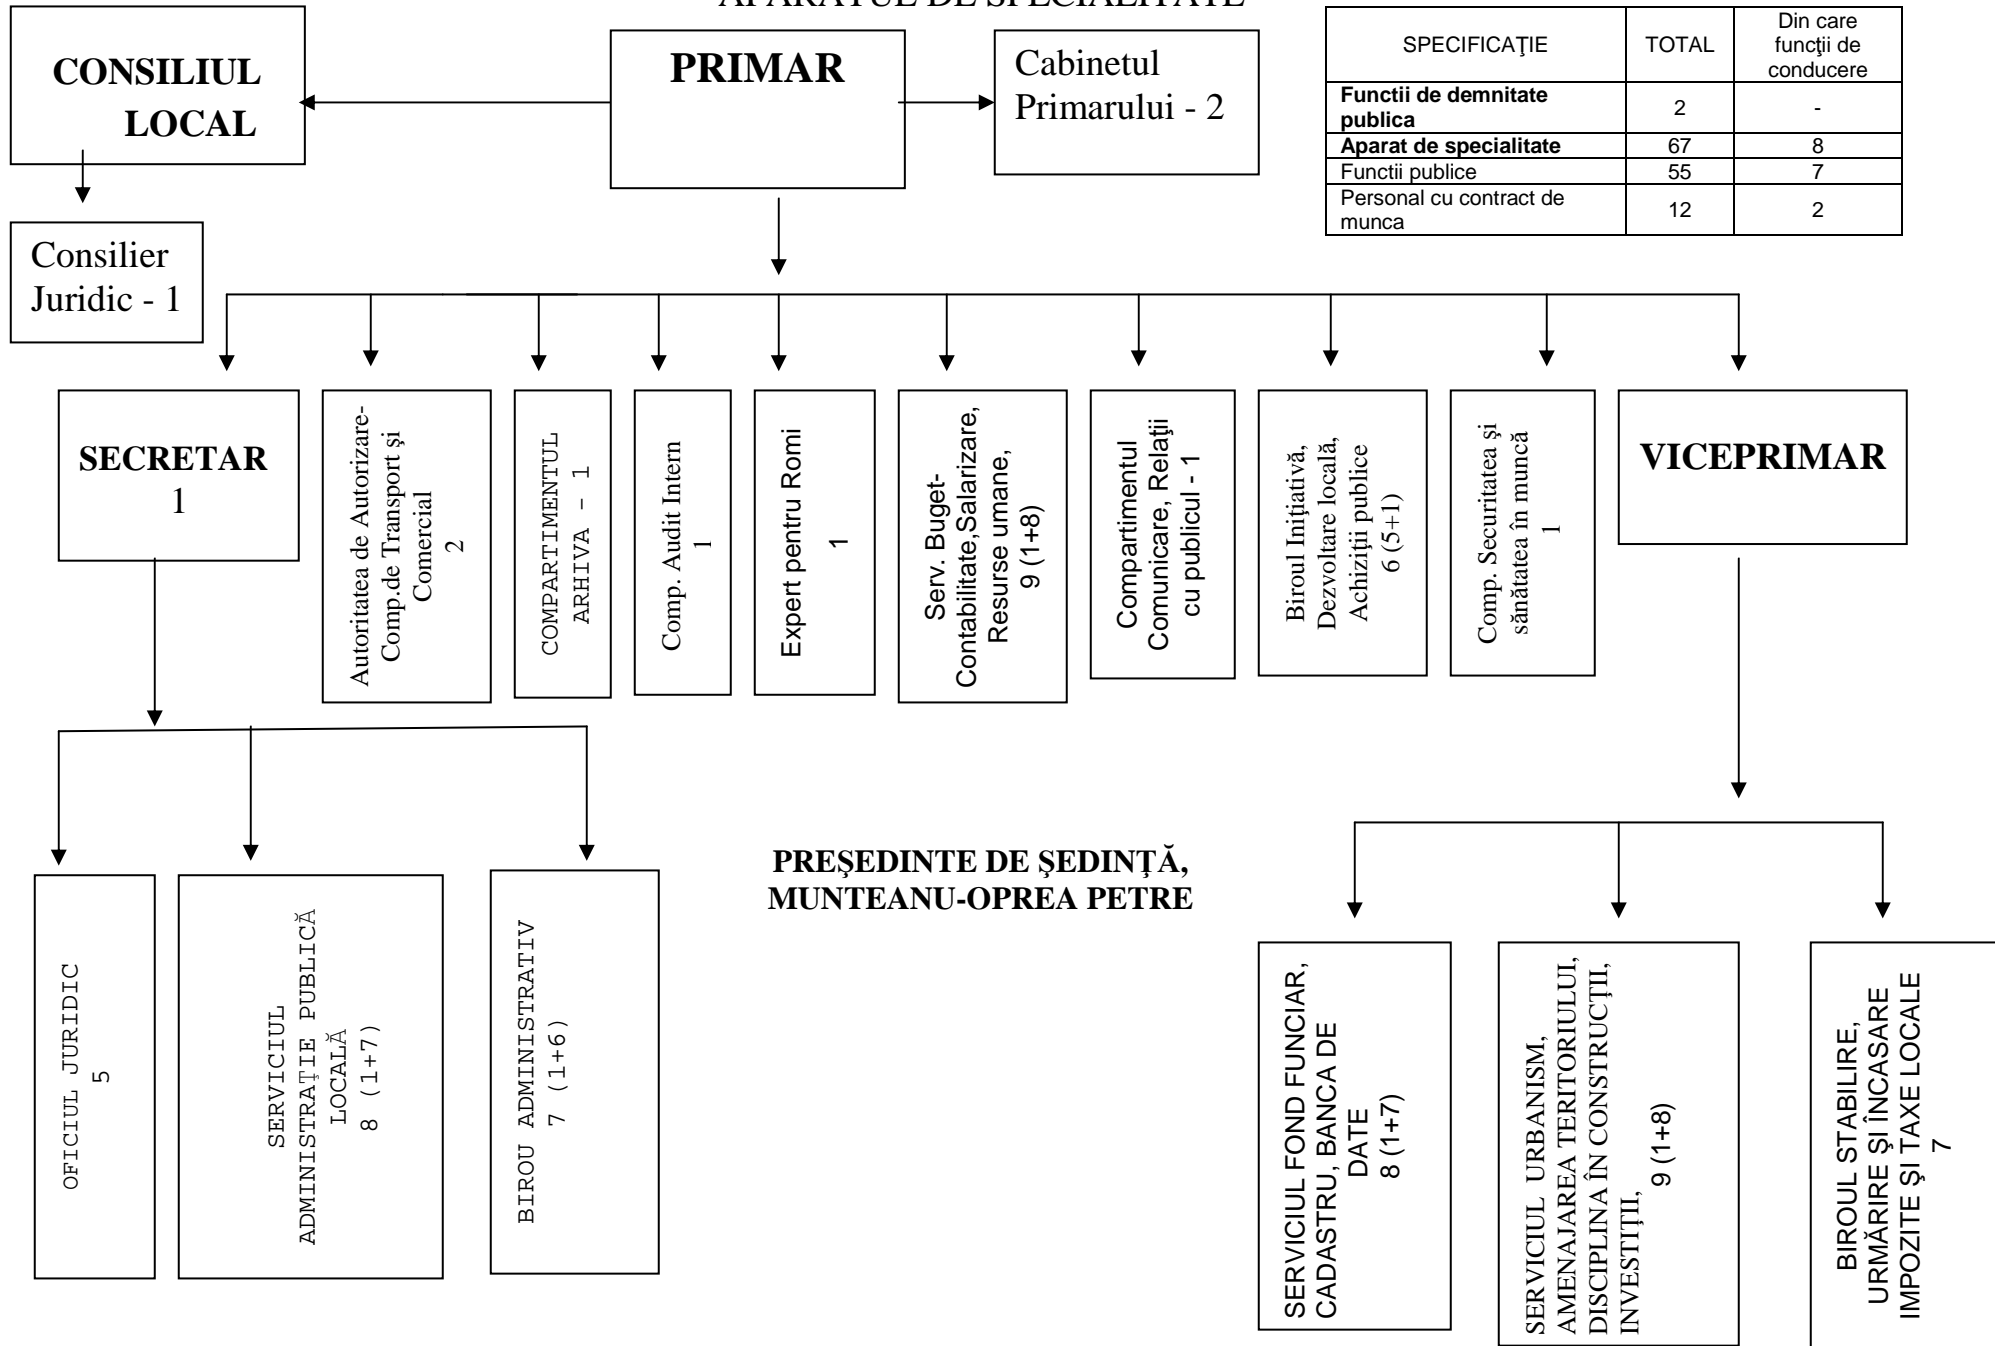 APARATUL DE SPECIALITATE
CONSILIUL
LOCAL
PRIMAR
Cabinetul
Primarului - 2
SPECIFICAŢIE TOTAL Din care funcţii de conducere
Functii de demnitate publica 2 -
Aparat de specialitate 67 8
Functii publice 55 7
Personal cu contract de munca 12 2
Consilier
Juridic - 1
SECRETAR
1
Autoritatea de Autorizare-
Comp.de Transport şi
Comercial
2
COMPARTIMENTUL
ARHIVA – 1
Comp. Audit Intern
1
Expert pentru Romi
1
Serv. Buget-
Contabilitate,Salarizare,
Resurse umane,
9 (1+8)
Compartimentul
Comunicare, Relaţii
cu publicul - 1
Biroul Iniţiativă,
Dezvoltare locală,
Achiziţii publice
6 (5+1)
Comp. Securitatea şi
sănătatea în muncă
1
VICEPRIMAR
PREŞEDINTE DE ŞEDINŢĂ,
MUNTEANU-OPREA PETRE
OFICIUL JURIDIC
5
SERVICIUL
ADMINISTRAŢIE PUBLICĂ
LOCALĂ
8 (1+7)
BIROU ADMINISTRATIV
7 (1+6)
SERVICIUL FOND FUNCIAR,
CADASTRU, BANCA DE
DATE
8 (1+7)
SERVICIUL URBANISM,
AMENAJAREA TERITORIULUI,
DISCIPLINA ÎN CONSTRUCŢII,
INVESTIŢII,
9 (1+8)
BIROUL STABILIRE,
URMĂRIRE ŞI ÎNCASARE
IMPOZITE ŞI TAXE LOCALE
7